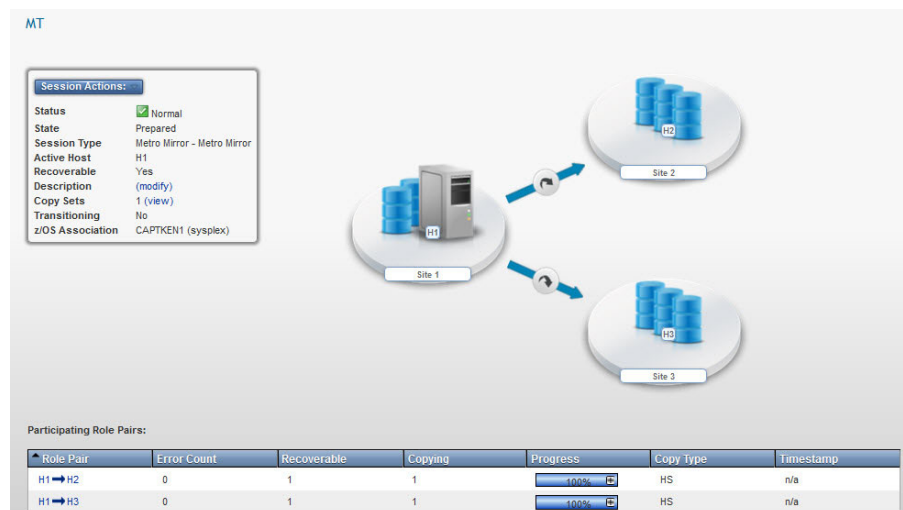 MT
Session Actions:
Status Normal
State Prepared
Session Type Metro Mirror - Metro Mirror
Active Host H1
Recoverable Yes
Description (modify)
Copy Sets 1 (view)
Transitioning No
z/OS Association CAPTKEN1 (sysplex)
H2
Site 2
H1
Site 1
H3
Site 3
Participating Role Pairs:
Role Pair Error Count Recoverable Copying Progress Copy Type Timestamp
H1 H2 0 1 1 100% HS n/a
H1 H3 0 1 1 100% HS n/a